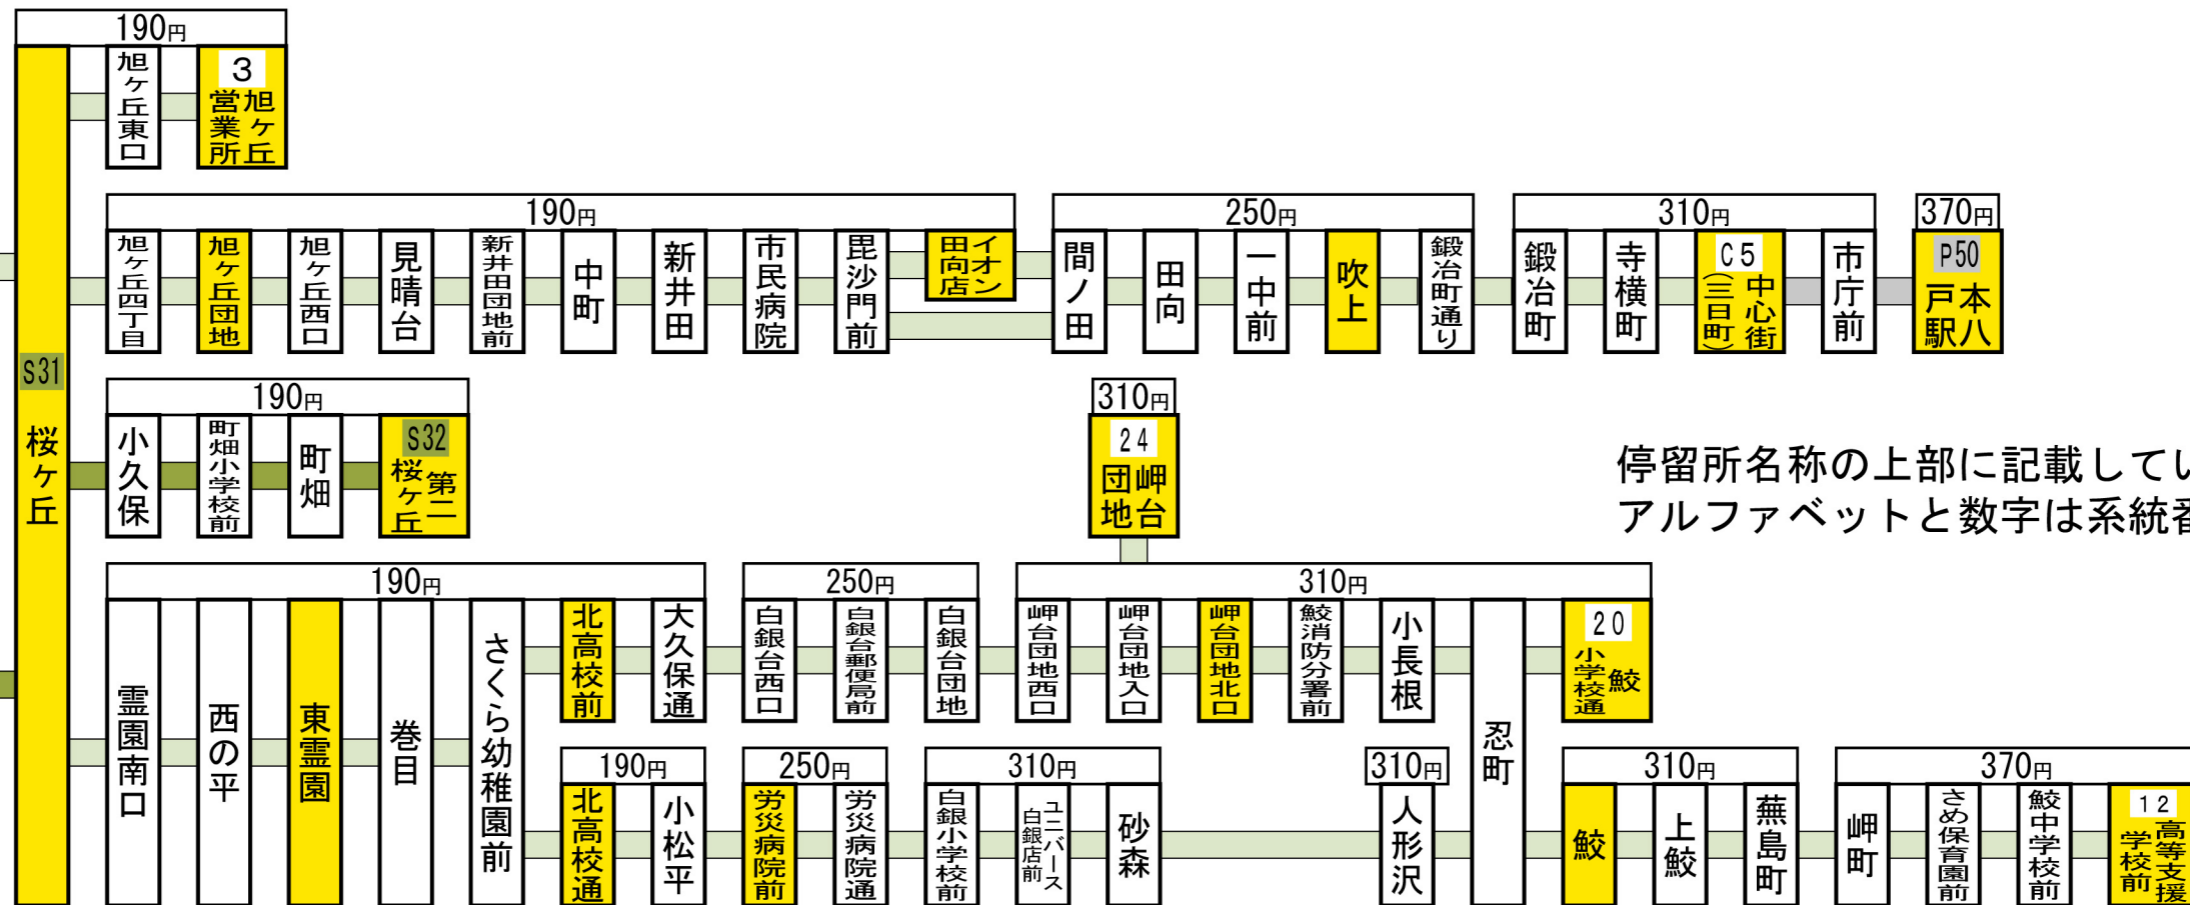 190円
旭ヶ丘東口
3
旭ヶ丘
営業所
S31
桜ヶ丘
190円
250円
310円
370円
旭ヶ丘四丁目
旭ヶ丘団地
旭ヶ丘西口
見晴台
新井田団地前
中町
新井田
市民病院
毘沙門前
イオン
田向店
間ノ田
田向
一中前
吹上
鍛冶町通り
鍛冶町
寺横町
C5
中心街
(三日町)
市庁前
P50
本八
戸駅
190円
小久保
町畑小学校前
町畑
S32
第二
桜ヶ丘
310円
24
岬台
団地
停留所名称の上部に記載してい
アルファベットと数字は系統番
190円
250円
310円
霊園南口
西の平
東霊園
巻目
さくら幼稚園前
北高校前
大久保通
白銀台西口
白銀台郵便局前
白銀台団地
岬台団地西口
岬台団地入口
岬台団地北口
鮫消防分署前
小長根
忍町
20
鮫
小学校通
190円
250円
310円
310円
310円
370円
北高校通
小松平
労災病院前
労災病院通
白銀小学校前
ユニバース
白銀店前
砂森
人形沢
鮫
上鮫
蕪島町
岬町
さめ保育園前
鮫中学校前
12
高等支援
学校前